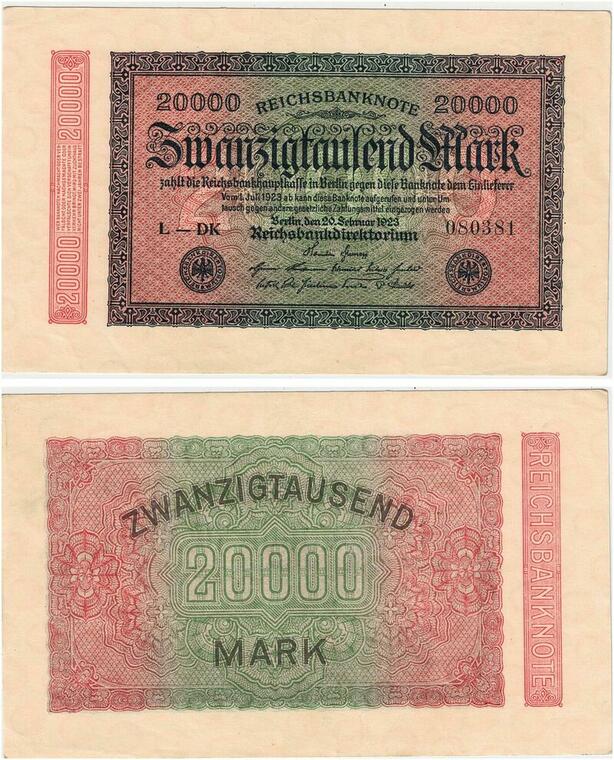 20000
20000
20000 REICHSBANKNOTE 20000
Zwanzigtausend Mark
zahlt die Reichsbankhauptkasse in Berlin gegen diese Banknote dem Einlieferer
Vom 1. Juli 1923 ab kann diese Banknote aufgerufen und unter Um-
tausch gegen andere gesetzliche Zahlungsmittel eingezogen werden
Berlin, den 20. Februar 1923
L — DK Reichsbankdirektorium 080381
ZWANZIGTAUSEND
20000
MARK
REICHSBANKNOTE